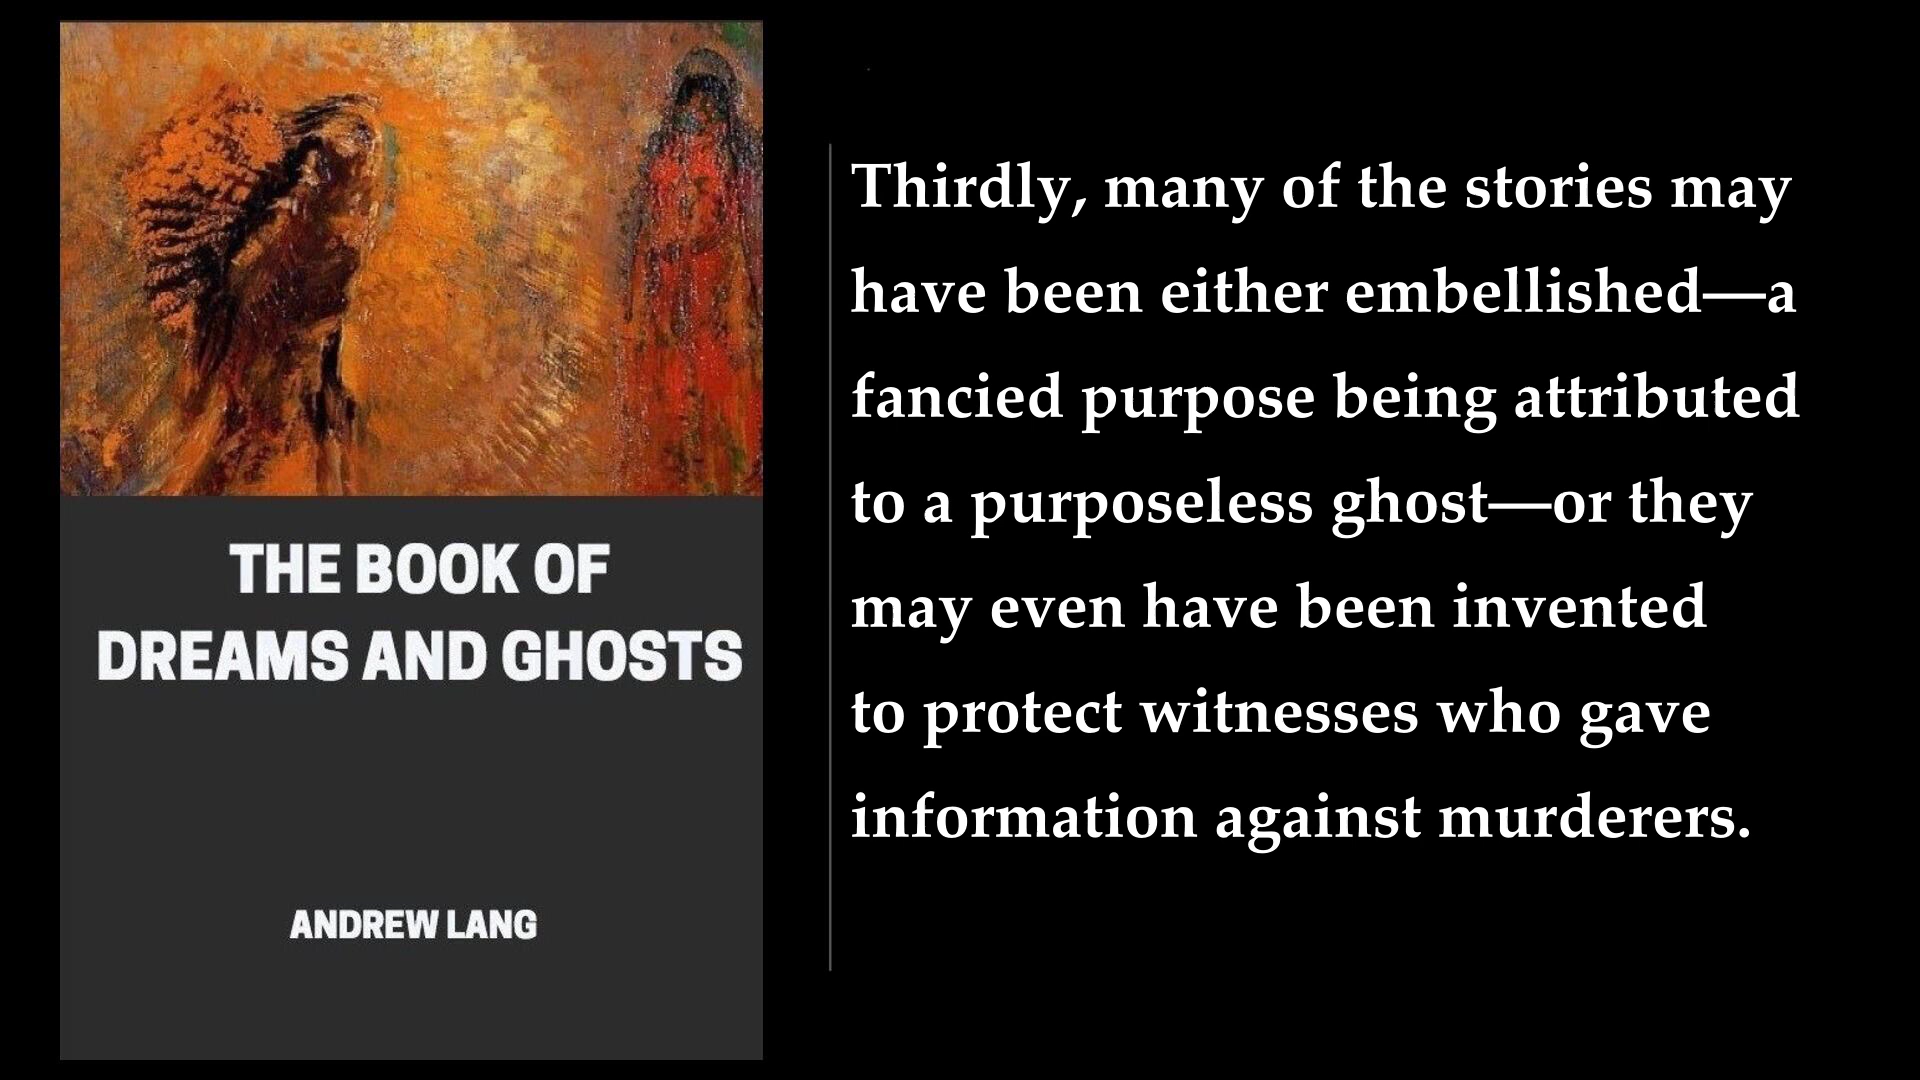 THE BOOK OF
DREAMS AND GHOSTS
ANDREW LANG
Thirdly, many of the stories may
have been either embellished—a
fancied purpose being attributed
to a purposeless ghost—or they
may even have been invented
to protect witnesses who gave
information against murderers.